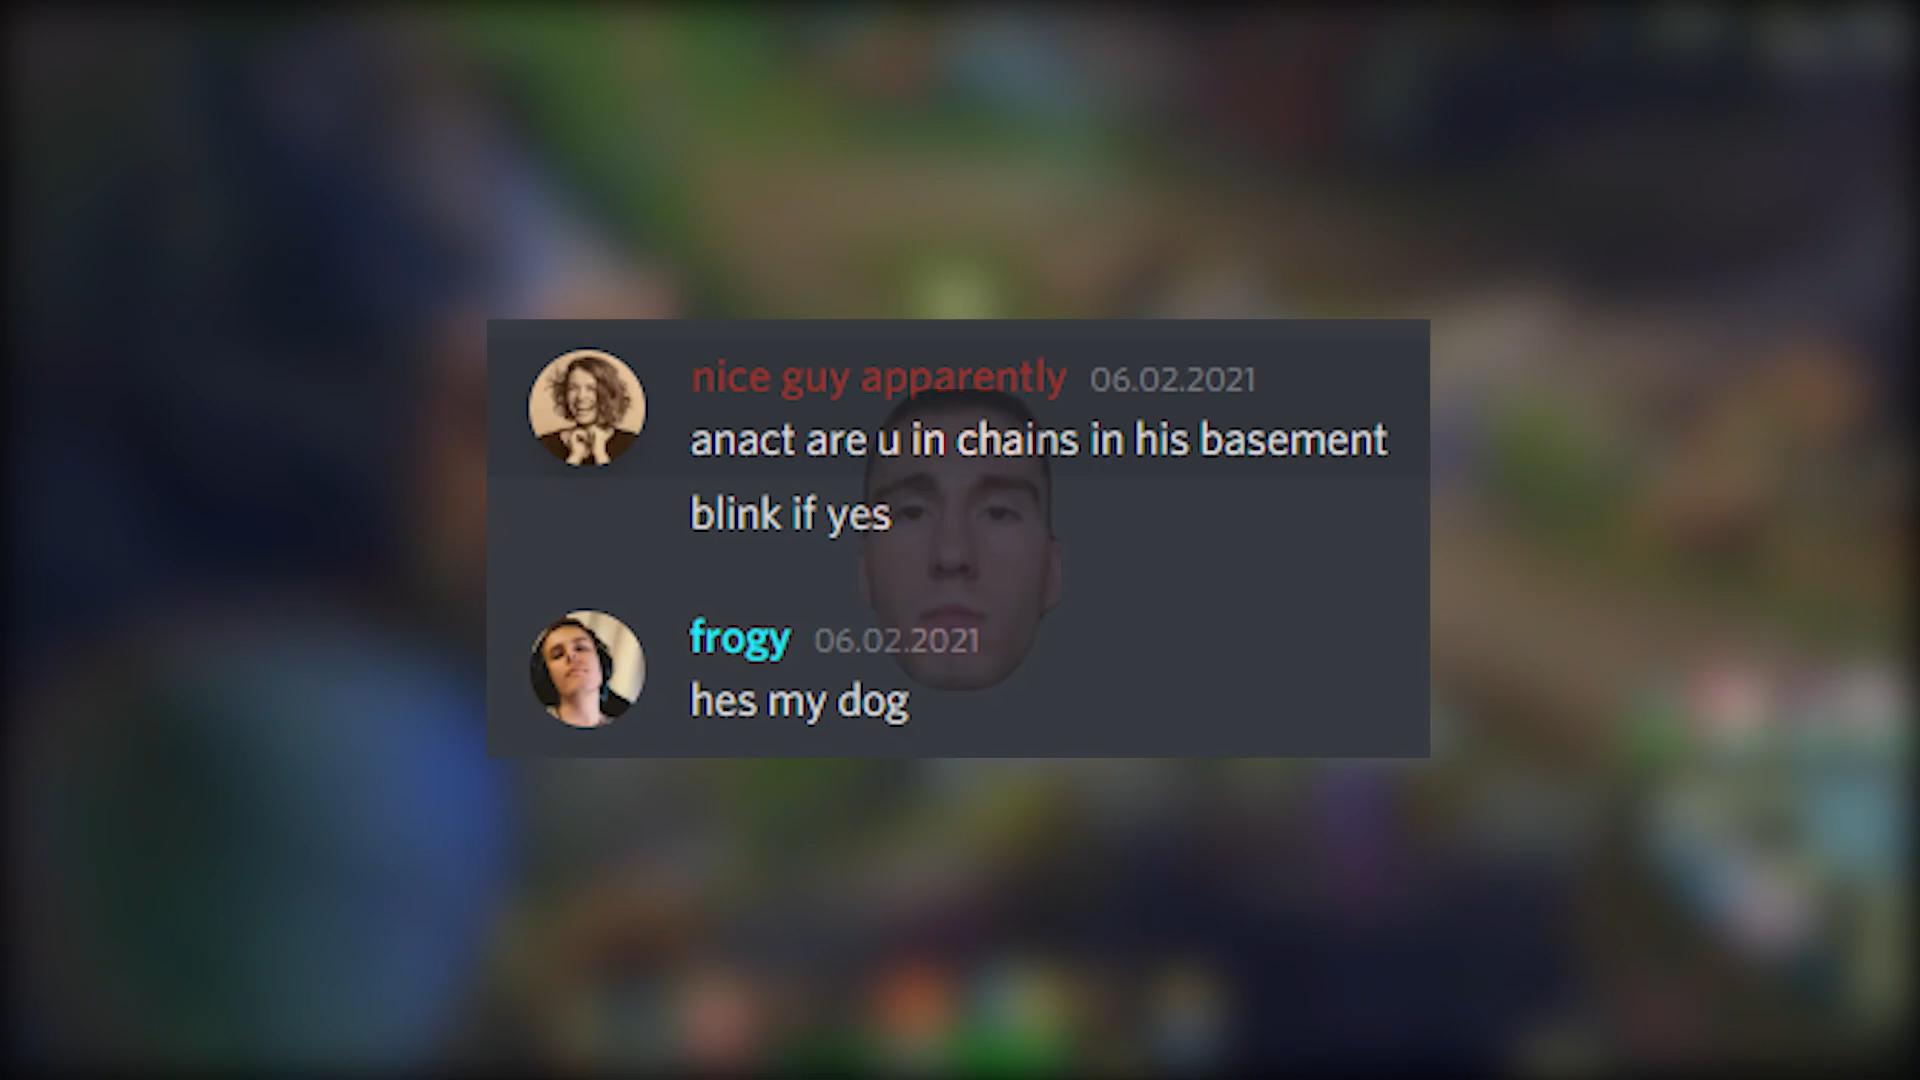 nice guy apparently 06.02.2021
anact are u in chains in his basement
blink if yes
frogy 06.02.2021
hes my dog